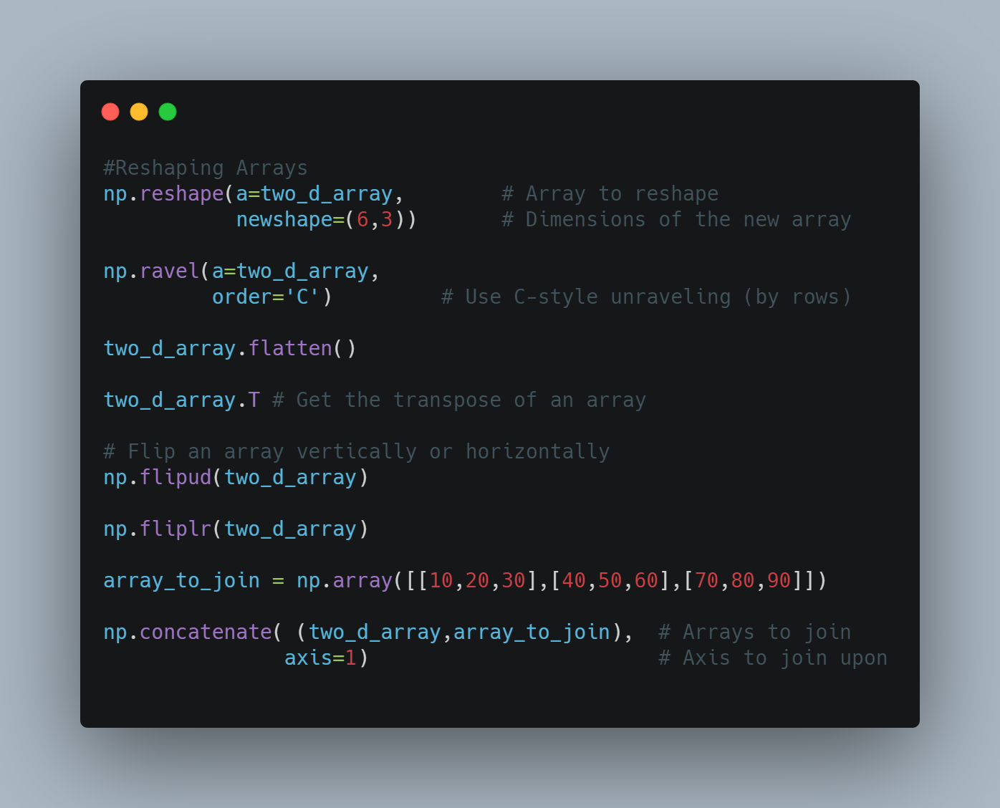 #Reshaping Arrays
np.reshape(a=two_d_array,        # Array to reshape
           newshape=(6,3))       # Dimensions of the new array
np.ravel(a=two_d_array,
         order='C')         # Use C-style unraveling (by rows)
two_d_array.flatten()
two_d_array.T # Get the transpose of an array
# Flip an array vertically or horizontally
np.flipud(two_d_array)
np.fliplr(two_d_array)
array_to_join = np.array([[10,20,30],[40,50,60],[70,80,90]])
np.concatenate( (two_d_array,array_to_join),  # Arrays to join
               axis=1)                        # Axis to join upon